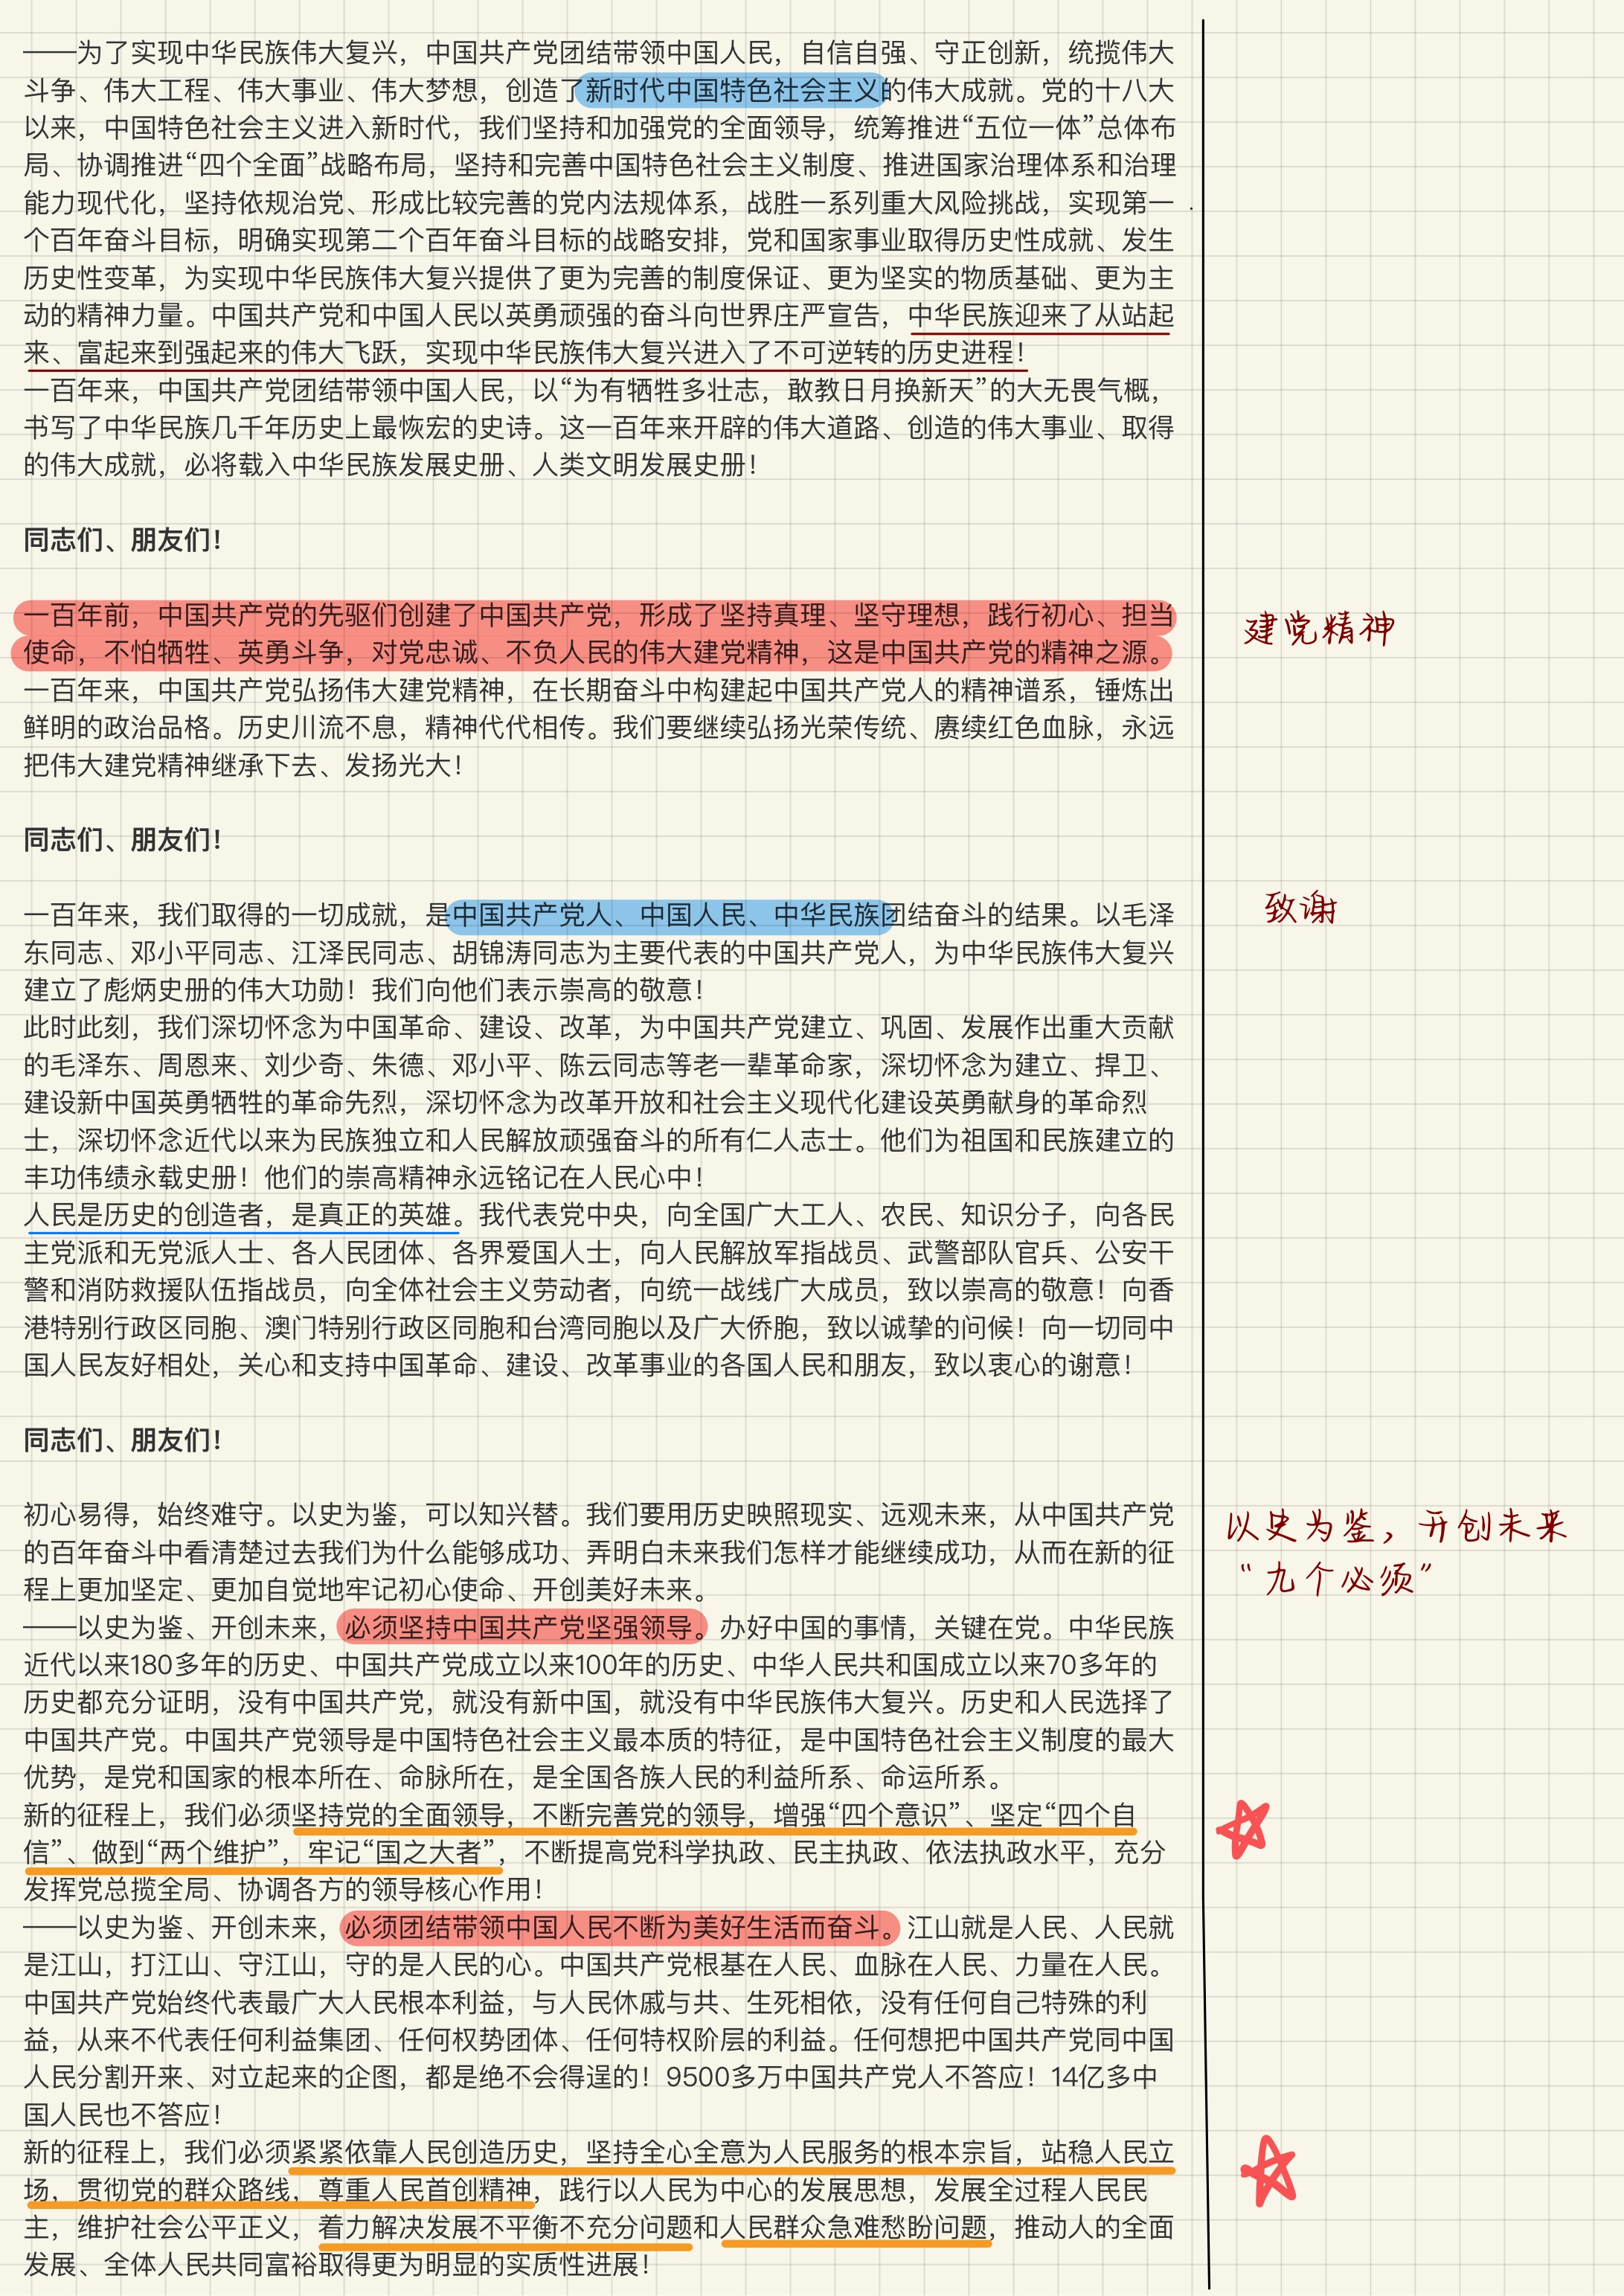 ——为了实现中华民族伟大复兴，中国共产党团结带领中国人民，自信自强、守正创新，统揽伟大
斗争、伟大工程、伟大事业、伟大梦想，创造了新时代中国特色社会主义的伟大成就。党的十八大
以来，中国特色社会主义进入新时代，我们坚持和加强党的全面领导，统筹推进“五位一体”总体布
局、协调推进“四个全面”战略布局，坚持和完善中国特色社会主义制度、推进国家治理体系和治理
能力现代化，坚持依规治党、形成比较完善的党内法规体系，战胜一系列重大风险挑战，实现第一
个百年奋斗目标，明确实现第二个百年奋斗目标的战略安排，党和国家事业取得历史性成就、发生
历史性变革，为实现中华民族伟大复兴提供了更为完善的制度保证、更为坚实的物质基础、更为主
动的精神力量。中国共产党和中国人民以英勇顽强的奋斗向世界庄严宣告，中华民族迎来了从站起
来、富起来到强起来的伟大飞跃，实现中华民族伟大复兴进入了不可逆转的历史进程！
一百年来，中国共产党团结带领中国人民，以“为有牺牲多壮志，敢教日月换新天”的大无畏气概，
书写了中华民族几千年历史上最恢宏的史诗。这一百年来开辟的伟大道路、创造的伟大事业、取得
的伟大成就，必将载入中华民族发展史册、人类文明发展史册！
同志们、朋友们！
一百年前，中国共产党的先驱们创建了中国共产党，形成了坚持真理、坚守理想，践行初心、担当
使命，不怕牺牲、英勇斗争，对党忠诚、不负人民的伟大建党精神，这是中国共产党的精神之源。
建党精神
一百年来，中国共产党弘扬伟大建党精神，在长期奋斗中构建起中国共产党人的精神谱系，锤炼出
鲜明的政治品格。历史川流不息，精神代代相传。我们要继续弘扬光荣传统、赓续红色血脉，永远
把伟大建党精神继承下去、发扬光大！
同志们、朋友们！
致谢
一百年来，我们取得的一切成就，是中国共产党人、中国人民、中华民族团结奋斗的结果。以毛泽
东同志、邓小平同志、江泽民同志、胡锦涛同志为主要代表的中国共产党人，为中华民族伟大复兴
建立了彪炳史册的伟大功勋！我们向他们表示崇高的敬意！
此时此刻，我们深切怀念为中国革命、建设、改革，为中国共产党建立、巩固、发展作出重大贡献
的毛泽东、周恩来、刘少奇、朱德、邓小平、陈云同志等老一辈革命家，深切怀念为建立、捍卫、
建设新中国英勇牺牲的革命先烈，深切怀念为改革开放和社会主义现代化建设英勇献身的革命烈
士，深切怀念近代以来为民族独立和人民解放顽强奋斗的所有仁人志士。他们为祖国和民族建立的
丰功伟绩永载史册！他们的崇高精神永远铭记在人民心中！
人民是历史的创造者，是真正的英雄。我代表党中央，向全国广大工人、农民、知识分子，向各民
主党派和无党派人士、各人民团体、各界爱国人士，向人民解放军指战员、武警部队官兵、公安干
警和消防救援队伍指战员，向全体社会主义劳动者，向统一战线广大成员，致以崇高的敬意！向香
港特别行政区同胞、澳门特别行政区同胞和台湾同胞以及广大侨胞，致以诚挚的问候！向一切同中
国人民友好相处，关心和支持中国革命、建设、改革事业的各国人民和朋友，致以衷心的谢意！
同志们、朋友们！
初心易得，始终难守。以史为鉴，可以知兴替。我们要用历史映照现实、远观未来，从中国共产党
的百年奋斗中看清楚过去我们为什么能够成功、弄明白未来我们怎样才能继续成功，从而在新的征
程上更加坚定、更加自觉地牢记初心使命、开创美好未来。
以史为鉴，开创未来
“九个必须”
——以史为鉴、开创未来，必须坚持中国共产党坚强领导。办好中国的事情，关键在党。中华民族
近代以来180多年的历史、中国共产党成立以来100年的历史、中华人民共和国成立以来70多年的
历史都充分证明，没有中国共产党，就没有新中国，就没有中华民族伟大复兴。历史和人民选择了
中国共产党。中国共产党领导是中国特色社会主义最本质的特征，是中国特色社会主义制度的最大
优势，是党和国家的根本所在、命脉所在，是全国各族人民的利益所系、命运所系。
新的征程上，我们必须坚持党的全面领导，不断完善党的领导，增强“四个意识”、坚定“四个自
信”、做到“两个维护”，牢记“国之大者”，不断提高党科学执政、民主执政、依法执政水平，充分
发挥党总揽全局、协调各方的领导核心作用！
——以史为鉴、开创未来，必须团结带领中国人民不断为美好生活而奋斗。江山就是人民、人民就
是江山，打江山、守江山，守的是人民的心。中国共产党根基在人民、血脉在人民、力量在人民。
中国共产党始终代表最广大人民根本利益，与人民休戚与共、生死相依，没有任何自己特殊的利
益，从来不代表任何利益集团、任何权势团体、任何特权阶层的利益。任何想把中国共产党同中国
人民分割开来、对立起来的企图，都是绝不会得逞的！9500多万中国共产党人不答应！14亿多中
国人民也不答应！
新的征程上，我们必须紧紧依靠人民创造历史，坚持全心全意为人民服务的根本宗旨，站稳人民立
场，贯彻党的群众路线，尊重人民首创精神，践行以人民为中心的发展思想，发展全过程人民民
主，维护社会公平正义，着力解决发展不平衡不充分问题和人民群众急难愁盼问题，推动人的全面
发展、全体人民共同富裕取得更为明显的实质性进展！